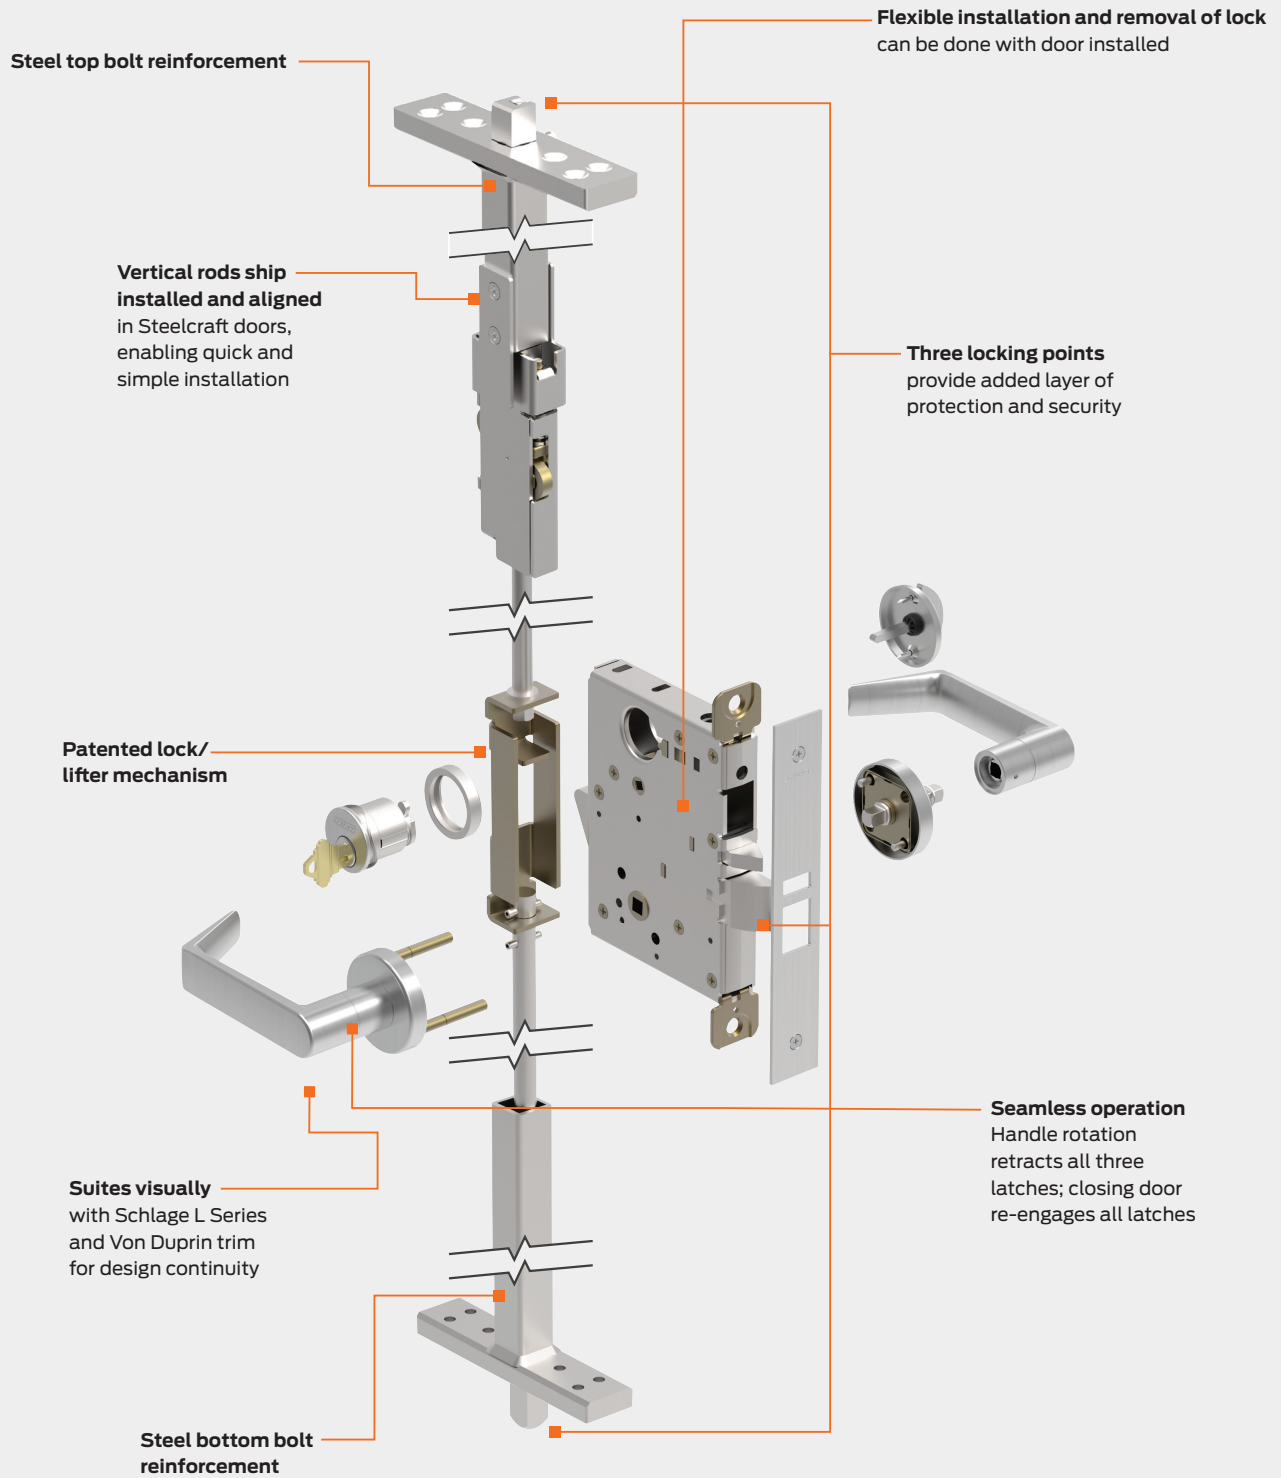 Flexible installation and removal of lock
can be done with door installed
Steel top bolt reinforcement
Vertical rods ship
installed and aligned
in Steelcraft doors,
enabling quick and
simple installation
Three locking points
provide added layer of
protection and security
Patented lock/
lifter mechanism
Seamless operation
Handle rotation
retracts all three
latches; closing door
re-engages all latches
Suites visually
with Schlage L Series
and Von Duprin trim
for design continuity
Steel bottom bolt
reinforcement